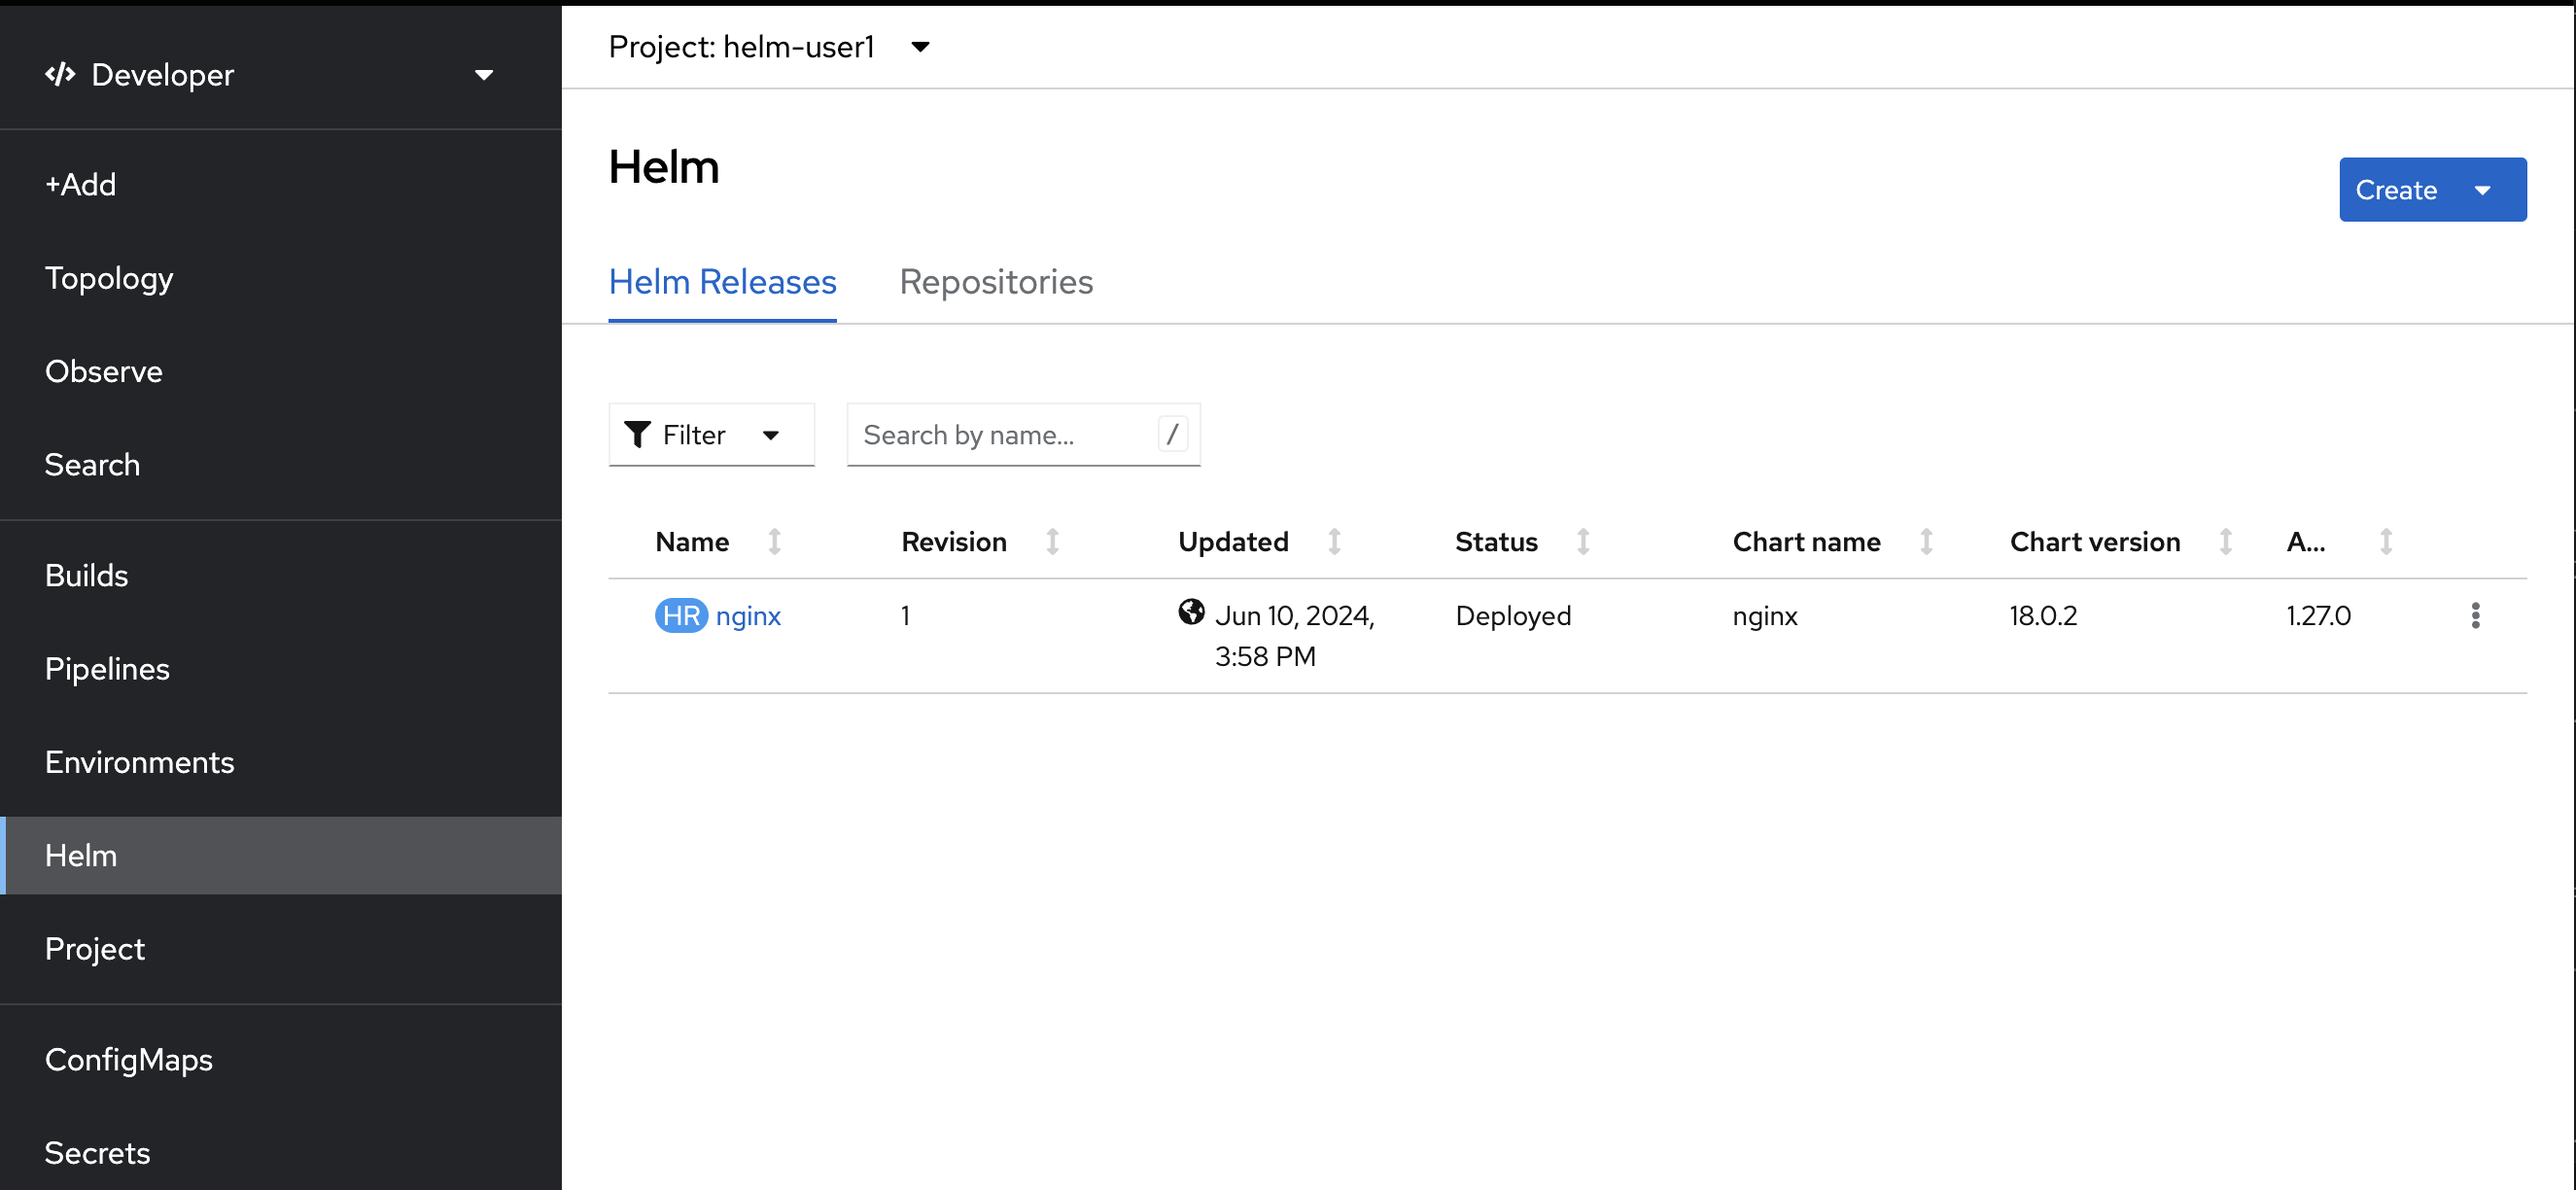 Developer
+Add
Topology
Observe
Search
Builds
Pipelines
Environments
Helm
Project
ConfigMaps
Secrets
Project: helm-user1
Helm
Create
Helm Releases Repositories
Filter Search by name... /
Name Revision Updated Status Chart name Chart version A...
HR nginx 1 Jun 10, 2024, Deployed nginx 18.0.2 1.27.0
3:58 PM